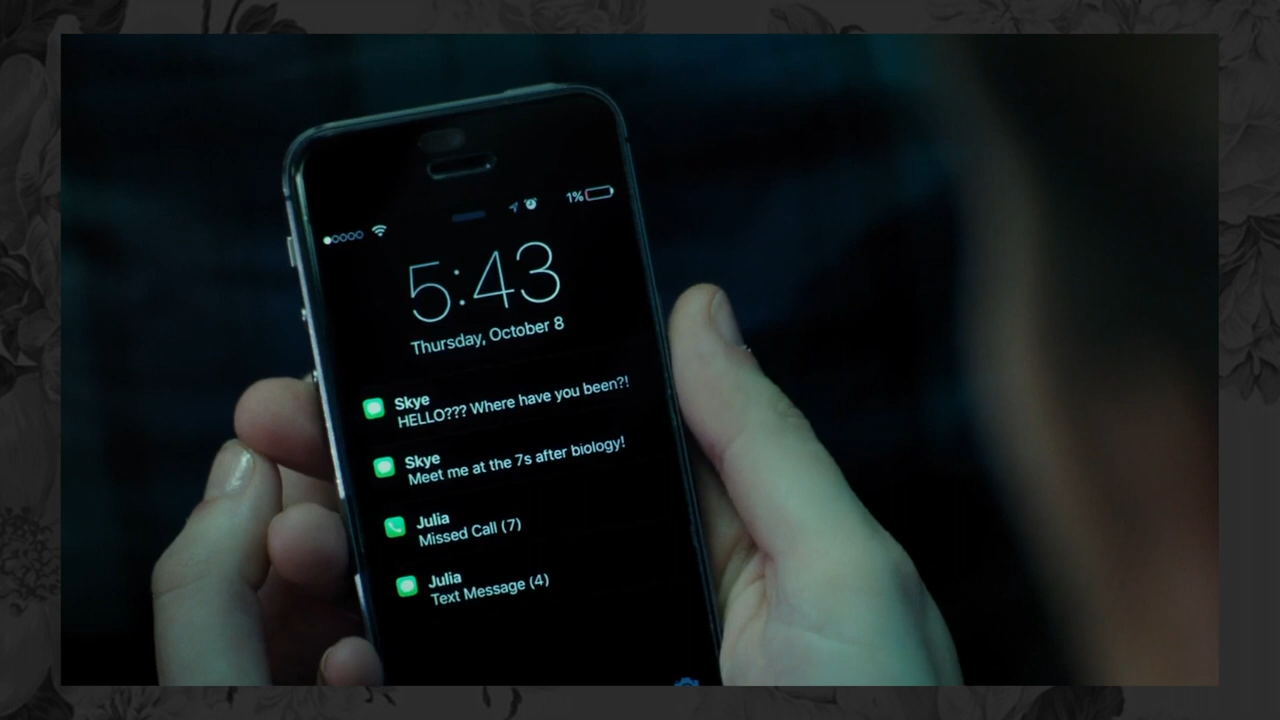 1%
5:43
Thursday, October 8
Skye
HELLO??? Where have you been?!
Skye
Meet me at the 7s after biology!
Julia
Missed Call (7)
Julia
Text Message (4)